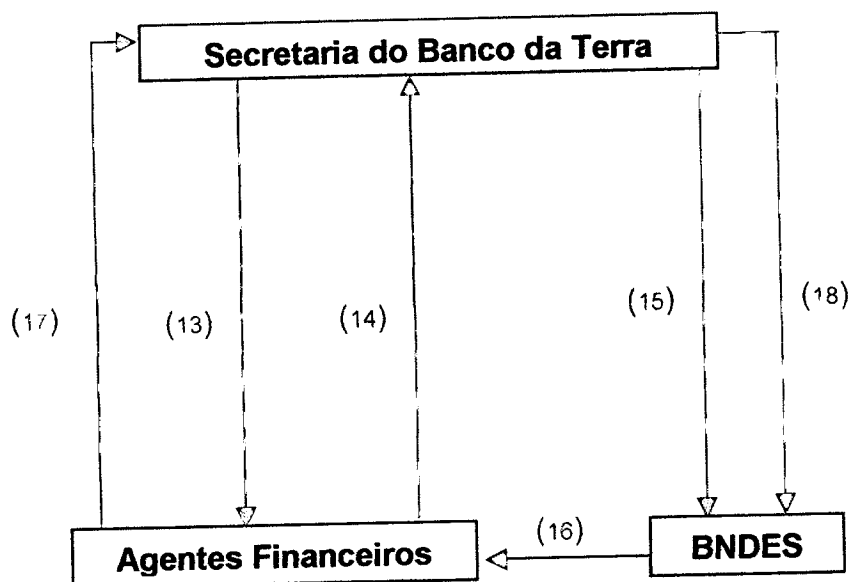 Secretaria do Banco da Terra
(17)
(13)
(14)
(15)
(18)
(16)
Agentes Financeiros
BNDES